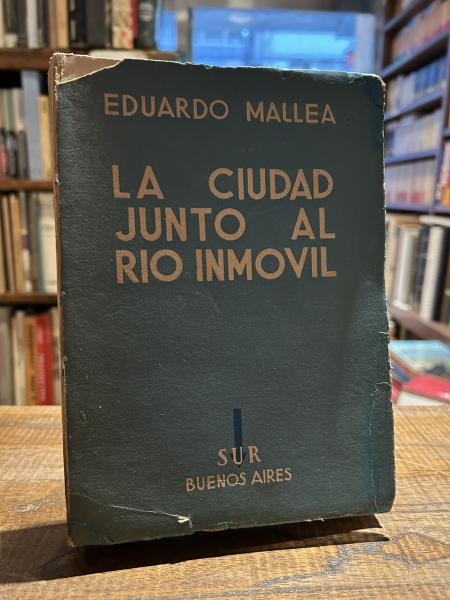 EDUARDO MALLEA
LA CIUDAD
JUNTO AL
RIO INMOVIL
SUR
BUENOS AIRES